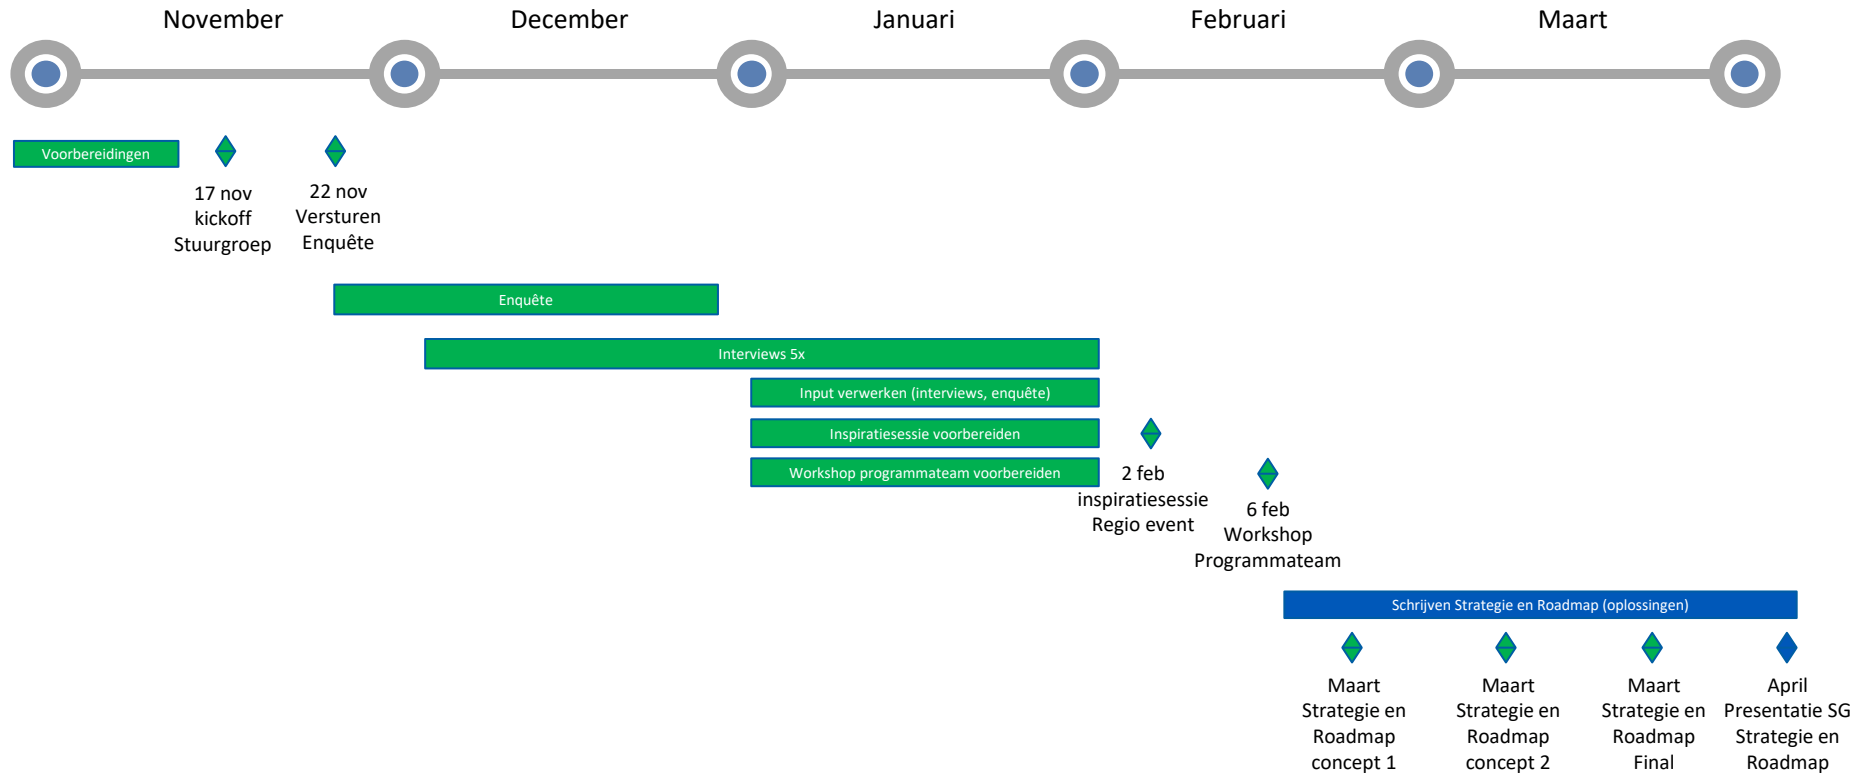 November
December
Januari
Februari
Maart
Voorbereidingen
17 nov
kickoff
Stuurgroep
22 nov
Versturen
Enquête
Enquête
Interviews 5x
Input verwerken (interviews, enquête)
Inspiratiesessie voorbereiden
Workshop programmateam voorbereiden
2 feb
inspiratiesessie
Regio event
6 feb
Workshop
Programmateam
Schrijven Strategie en Roadmap (oplossingen)
Maart
Strategie en
Roadmap
concept 1
Maart
Strategie en
Roadmap
concept 2
Maart
Strategie en
Roadmap
Final
April
Presentatie SG
Strategie en
Roadmap